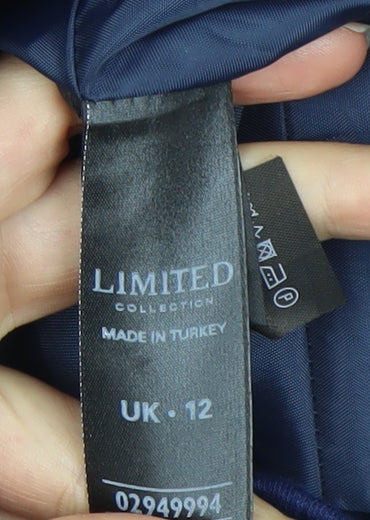 LIMITED
COLLECTION
MADE IN TURKEY
UK • 12
02949994
P